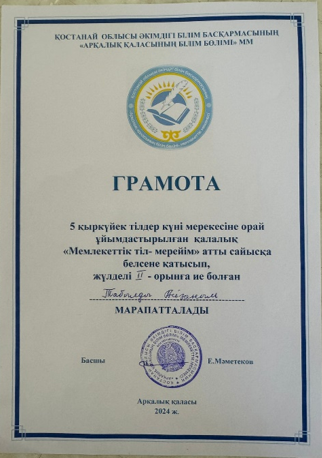 ҚОСТАНАЙ ОБЛЫСЫ ӘКІМДІГІ БІЛІМ БАСҚАРМАСЫНЫҢ
«АРҚАЛЫҚ ҚАЛАСЫНЫҢ БІЛІМ БӨЛІМІ» ММ
ГРАМОТА
5 қыркүйек тілдер күні мерекесіне орай
ұйымдастырылған қалалық
«Мемлекеттік тіл- мерейім» атты сайысқа
белсене қатысып,
жүлделі II - орынға ие болған
МАРАПАТТАЛАДЫ
Басшы
Е.Маметеков
Арқалық қаласы
2024 ж.